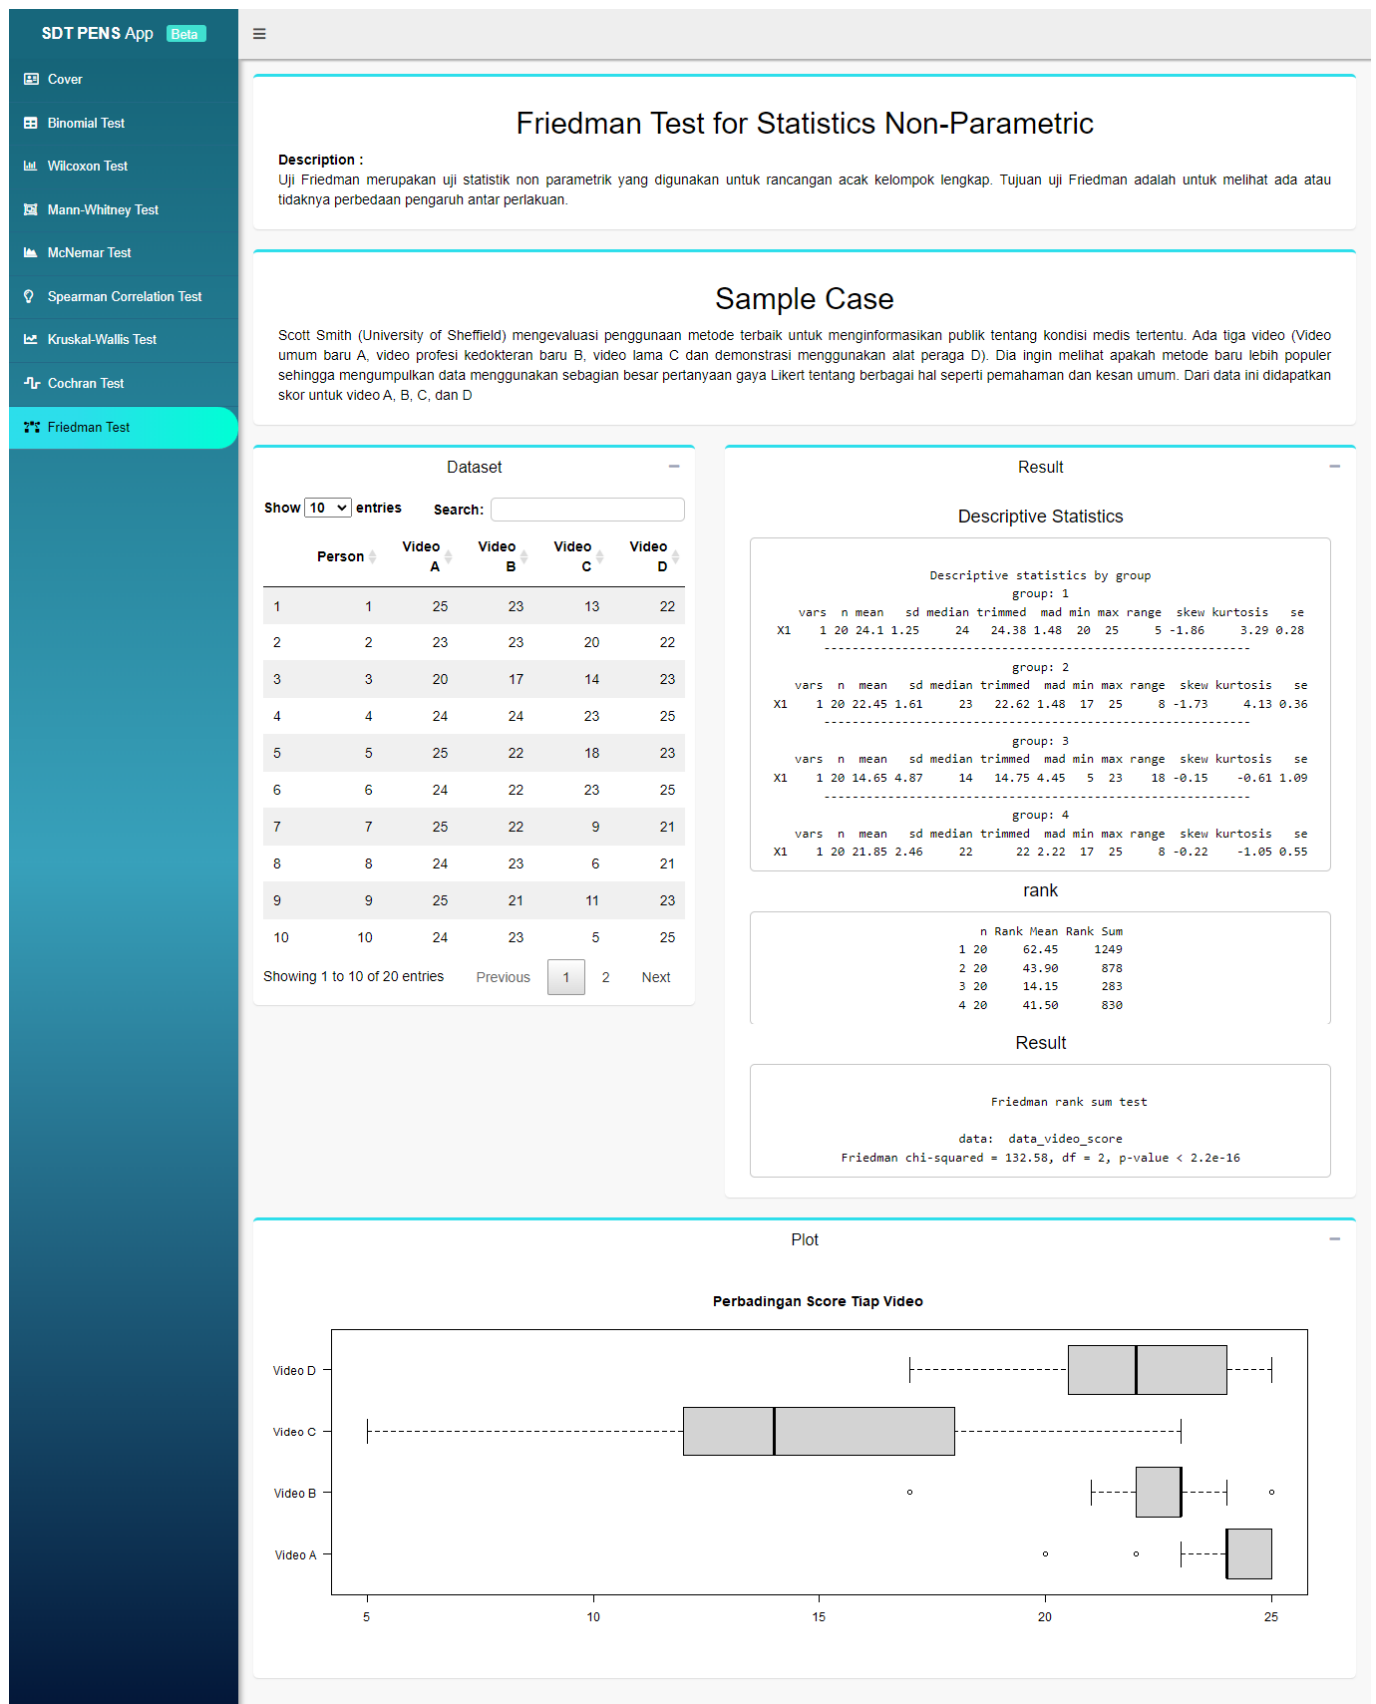 SDT PENS App Beta
Cover
Binomial Test
Wilcoxon Test
Mann-Whitney Test
McNemar Test
Spearman Correlation Test
Kruskal-Wallis Test
Cochran Test
Friedman Test
Friedman Test for Statistics Non-Parametric
Description :
Uji Friedman merupakan uji statistik non parametrik yang digunakan untuk rancangan acak kelompok lengkap. Tujuan uji Friedman adalah untuk melihat ada atau
tidaknya perbedaan pengaruh antar perlakuan.
Sample Case
Scott Smith (University of Sheffield) mengevaluasi penggunaan metode terbaik untuk menginformasikan publik tentang kondisi medis tertentu. Ada tiga video (Video
umum baru A, video profesi kedokteran baru B, video lama C dan demonstrasi menggunakan alat peraga D). Dia ingin melihat apakah metode baru lebih populer
sehingga mengumpulkan data menggunakan sebagian besar pertanyaan gaya Likert tentang berbagai hal seperti pemahaman dan kesan umum. Dari data ini didapatkan
skor untuk video A, B, C, dan D
Dataset
Show 10 entries Search:
Person Video A Video B Video C Video D
1 1 25 23 13 22
2 2 23 23 20 22
3 3 20 17 14 23
4 4 24 24 23 25
5 5 25 22 18 23
6 6 24 22 23 25
7 7 25 22 9 21
8 8 24 23 6 21
9 9 25 21 11 23
10 10 24 23 5 25
Showing 1 to 10 of 20 entries Previous 1 2 Next
Result
Descriptive Statistics
Descriptive statistics by group
group: 1
vars n mean sd median trimmed mad min max range skew kurtosis se
X1 1 20 24.1 1.25 24 24.38 1.48 20 25 5 -1.86 3.29 0.28
-----------------------------------------------------------
group: 2
vars n mean sd median trimmed mad min max range skew kurtosis se
X1 1 20 22.45 1.61 23 22.62 1.48 17 25 8 -1.73 4.13 0.36
-----------------------------------------------------------
group: 3
vars n mean sd median trimmed mad min max range skew kurtosis se
X1 1 20 14.65 4.87 14 14.75 4.45 5 23 18 -0.15 -0.61 1.09
-----------------------------------------------------------
group: 4
vars n mean sd median trimmed mad min max range skew kurtosis se
X1 1 20 21.85 2.46 22 22 2.22 17 25 8 -0.22 -1.05 0.55
rank
n Rank Mean Rank Sum
1 20 62.45 1249
2 20 43.90 878
3 20 14.15 283
4 20 41.50 830
Result
Friedman rank sum test
data: data_video_score
Friedman chi-squared = 132.58, df = 2, p-value < 2.2e-16
Plot
Perbadingan Score Tiap Video
Video D
Video C
Video B
Video A
5 10 15 20 25